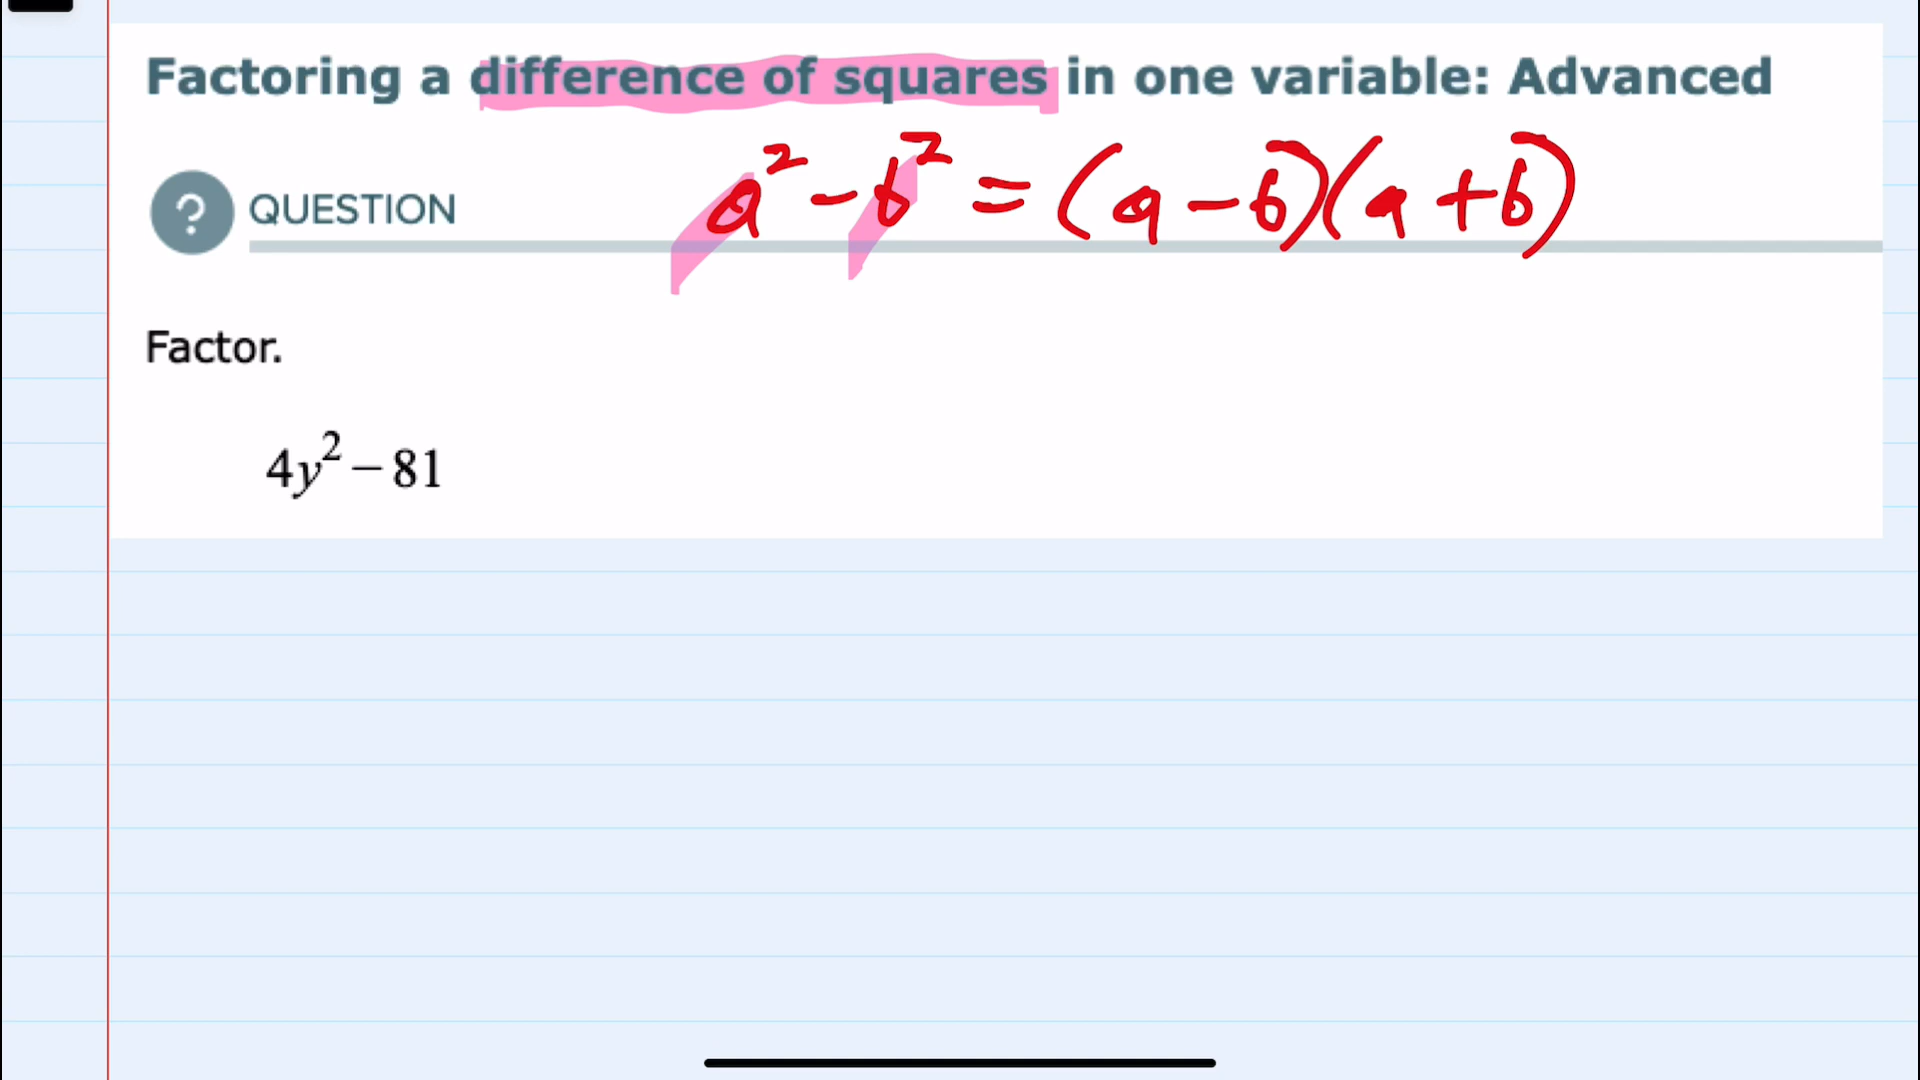 Factoring a difference of squares in one variable: Advanced
? QUESTION
a² - b² = (a - b)(a + b)
Factor.
4y² - 81